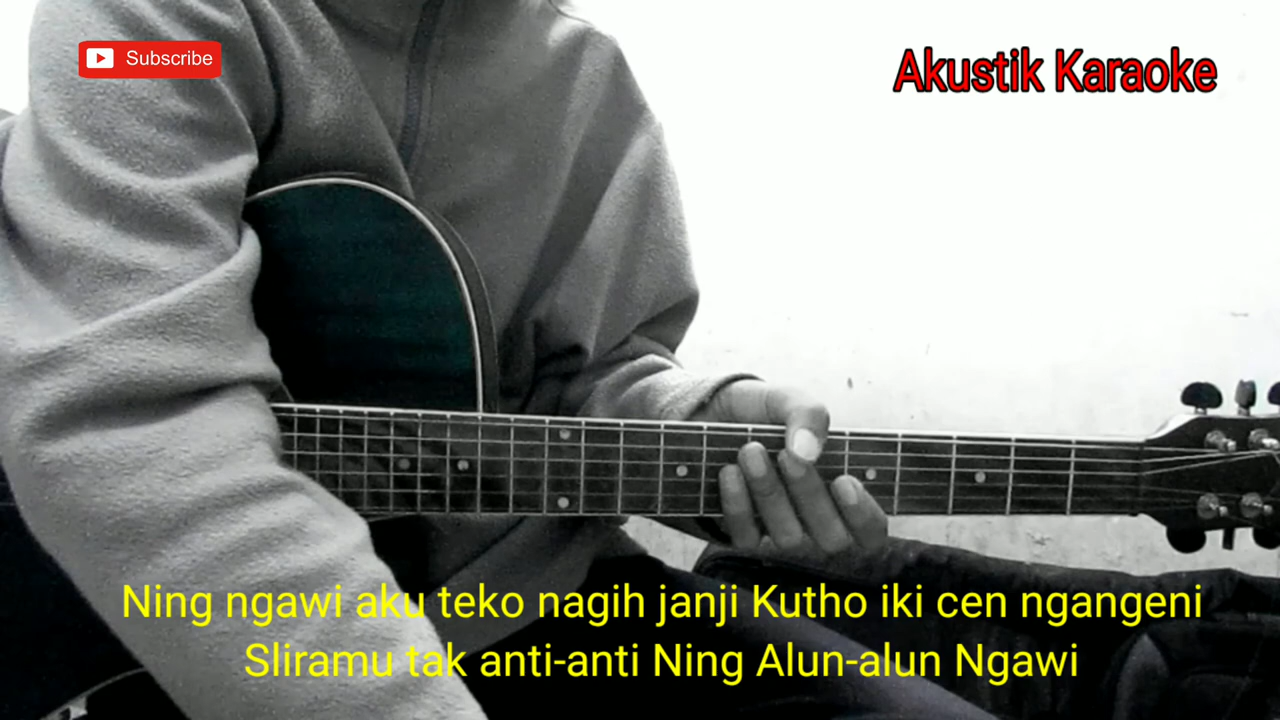 Subscribe
Akustik Karaoke
Ning ngawi aku teko nagih janji Kutho iki cen ngangeni
Sliramu tak anti-anti Ning Alun-alun Ngawi